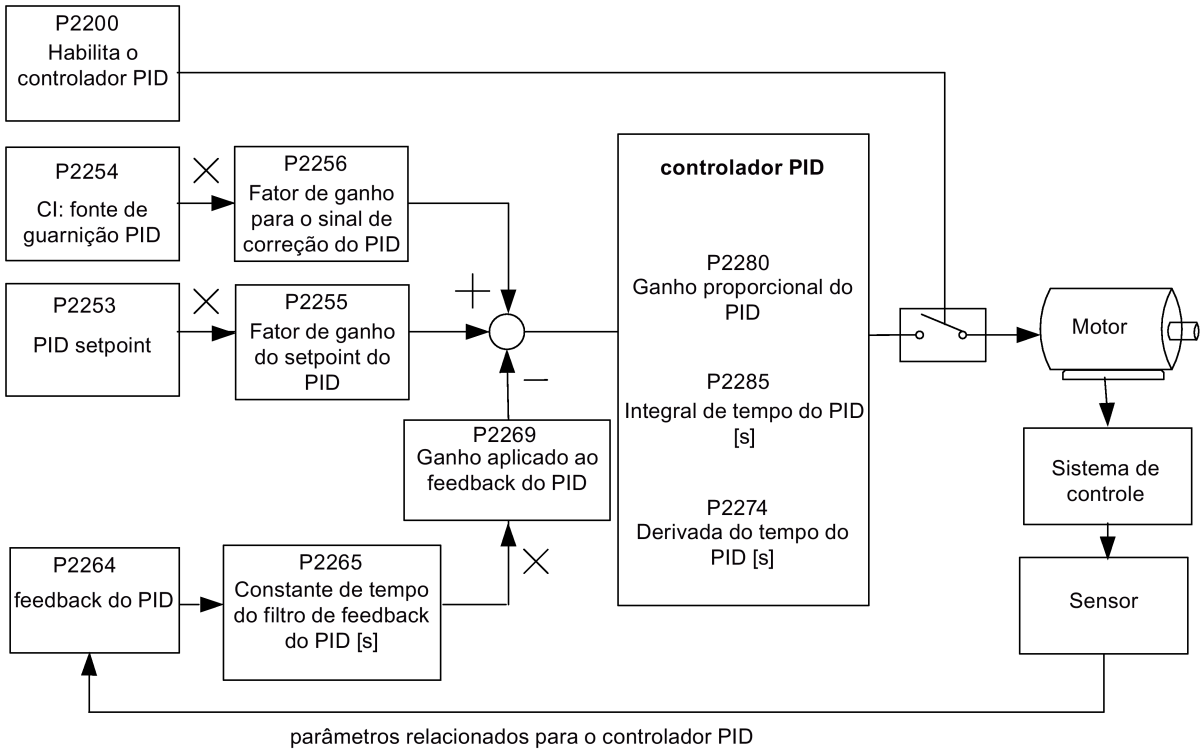 P2200
Habilita o
controlador PID
P2254
CI: fonte de
guarnição PID
P2256
Fator de ganho
para o sinal de
correção do PID
P2253
PID setpoint
P2255
Fator de ganho
do setpoint do
PID
P2269
Ganho aplicado ao
feedback do PID
P2264
feedback do PID
P2265
Constante de tempo
do filtro de feedback
do PID [s]
controlador PID
P2280
Ganho proporcional do
PID
P2285
Integral de tempo do PID
[s]
P2274
Derivada do tempo do
PID [s]
Motor
Sistema de
controle
Sensor
parâmetros relacionados para o controlador PID